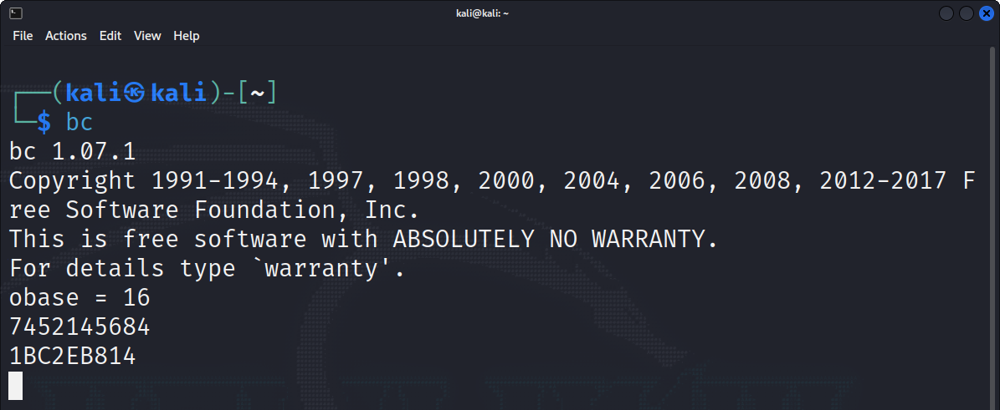 kali@kali: ~
File Actions Edit View Help
┌──(kali㉿kali)-[~]
└─$ bc
bc 1.07.1
Copyright 1991-1994, 1997, 1998, 2000, 2004, 2006, 2008, 2012-2017 F
ree Software Foundation, Inc.
This is free software with ABSOLUTELY NO WARRANTY.
For details type `warranty'.
obase = 16
7452145684
1BC2EB814